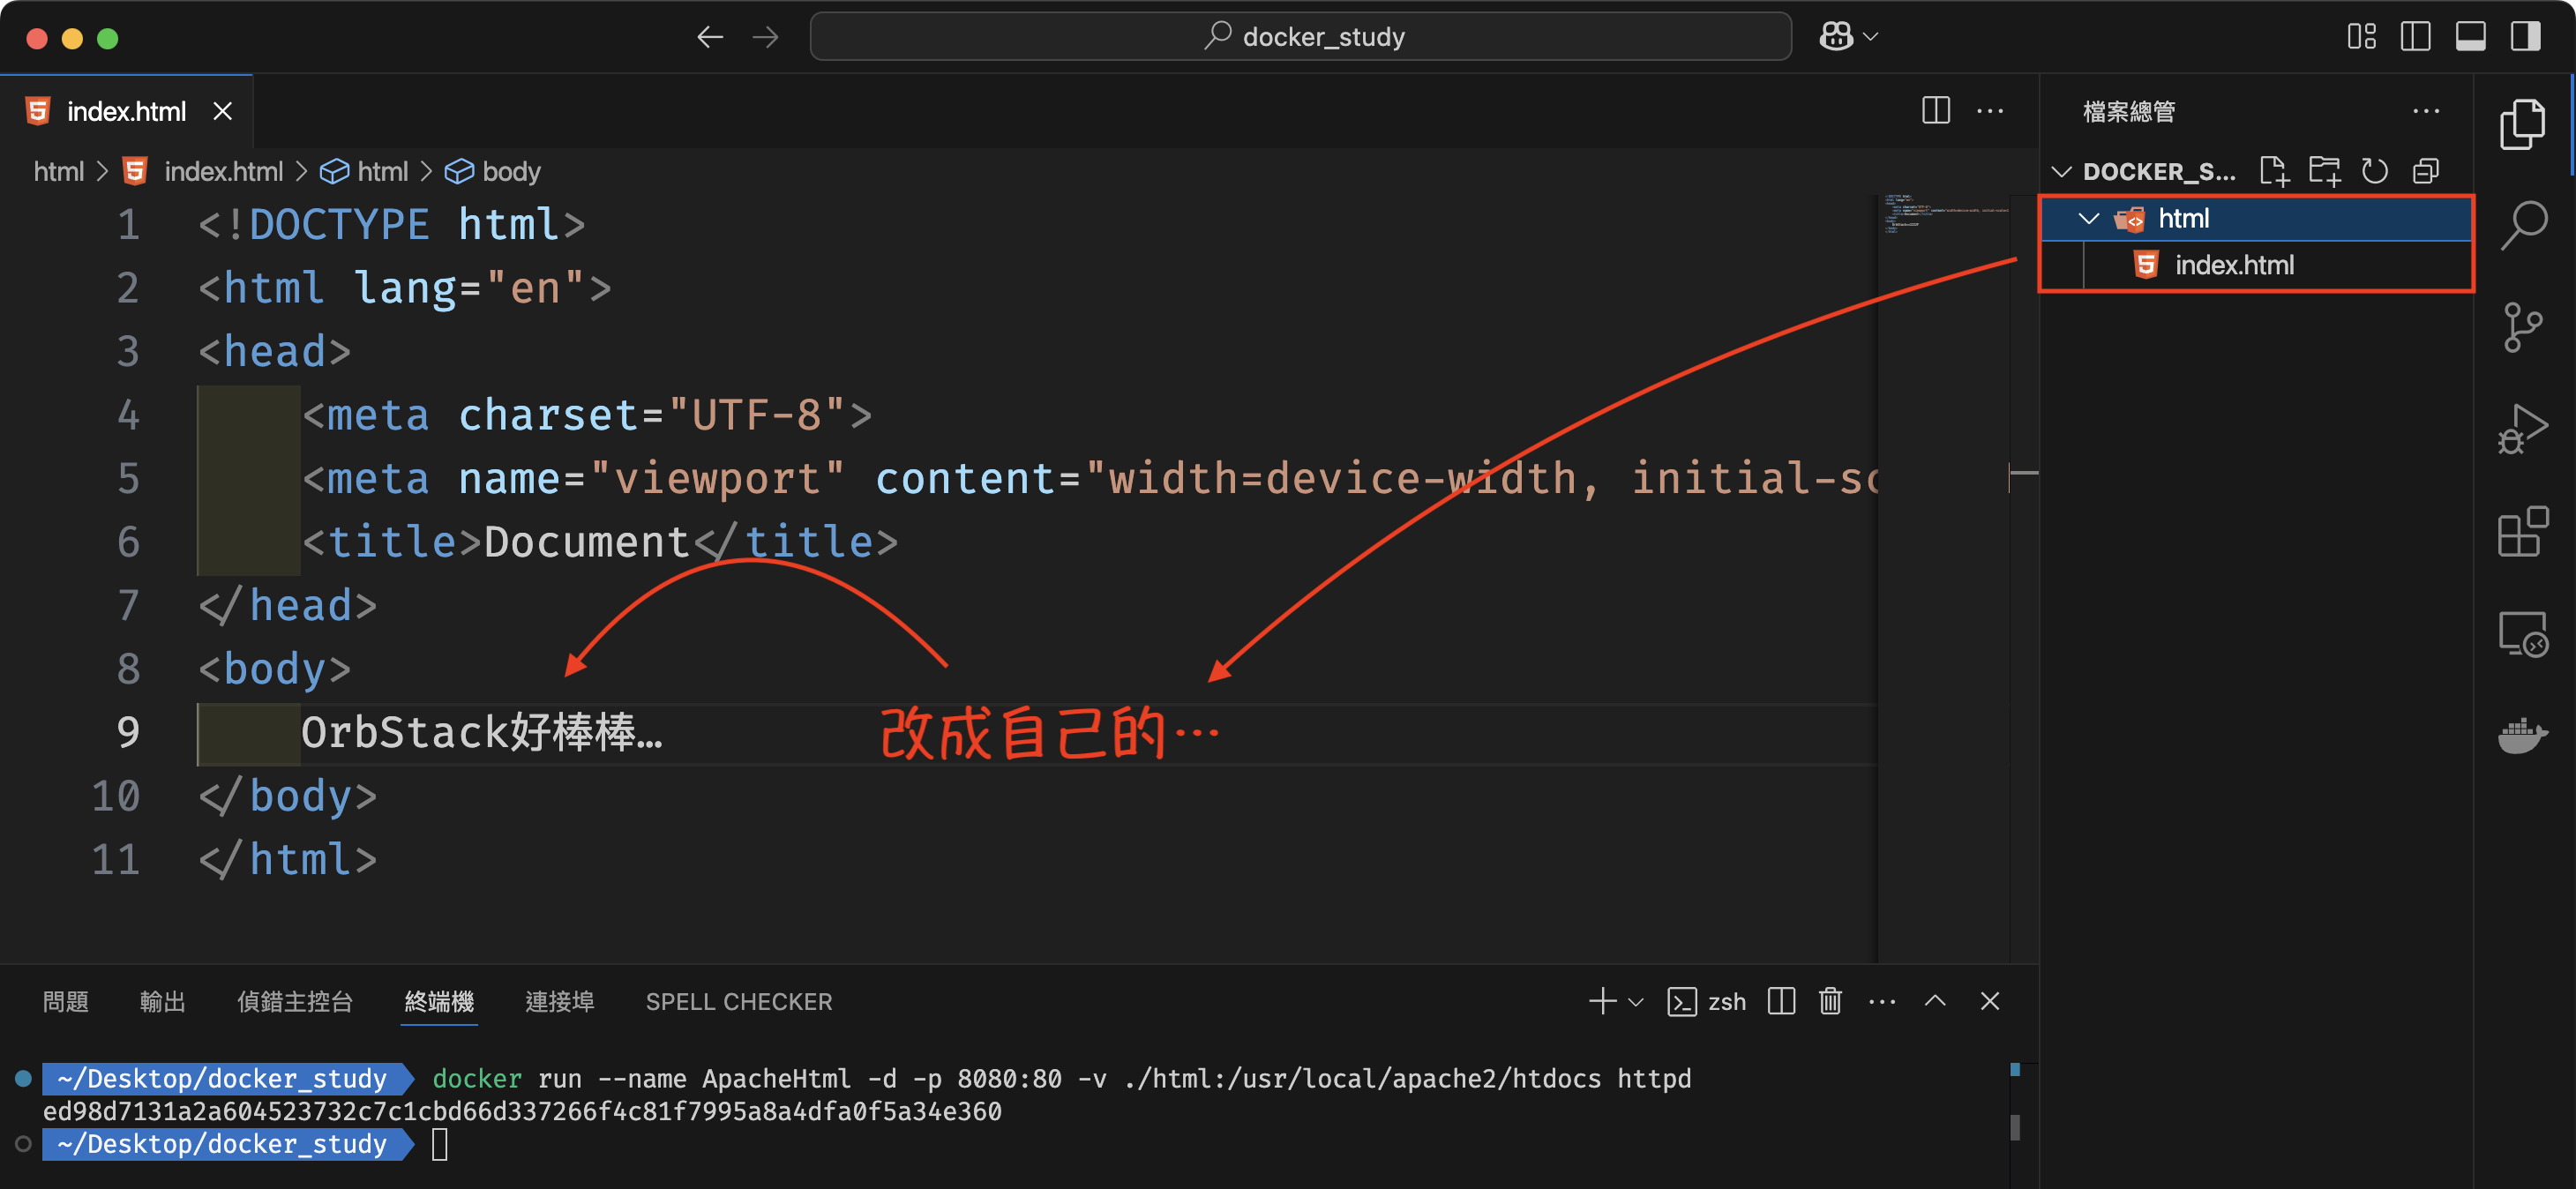 docker_study
index.html
檔案總管
html > index.html > html > body
DOCKER_S...
html
index.html
1 <!DOCTYPE html>
2 <html lang="en">
3 <head>
4 <meta charset="UTF-8">
5 <meta name="viewport" content="width=device-width, initial-sc
6 <title>Document</title>
7 </head>
8 <body>
9 OrbStack好棒棒… 改成自己的…
10 </body>
11 </html>
問題 輸出 偵錯主控台 終端機 連接埠 SPELL CHECKER zsh
~/Desktop/docker_study docker run --name ApacheHtml -d -p 8080:80 -v ./html:/usr/local/apache2/htdocs httpd
ed98d7131a2a604523732c7c1cbd66d337266f4c81f7995a8a4dfa0f5a34e360
~/Desktop/docker_study